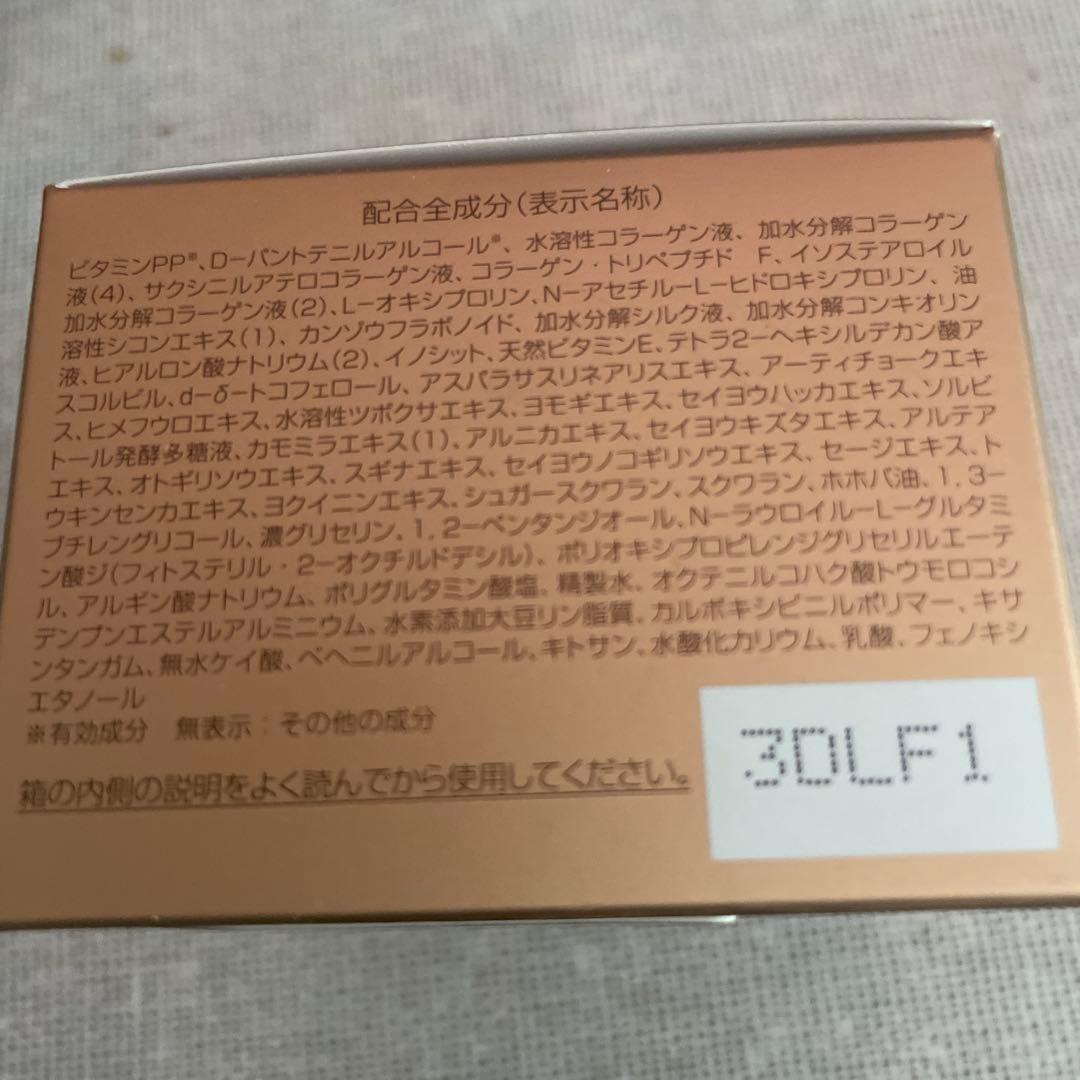 配合全成分(表示名称)
ビタミンPP※、D-パントテニルアルコール※、水溶性コラーゲン液、加水分解コラーゲン
液(4)、サクシニルアテロコラーゲン液、コラーゲン・トリペプチド F、イソステアロイル
加水分解コラーゲン液(2)、L-オキシプロリン、N-アセチル-L-ヒドロキシプロリン、油
溶性シコンエキス(1)、カンゾウフラボノイド、加水分解シルク液、加水分解コンキオリン
液、ヒアルロン酸ナトリウム(2)、イノシット、天然ビタミンE、テトラ2-ヘキシルデカン酸ア
スコルビル、d-δ-トコフェロール、アスパラサスリネアリスエキス、アーティチョークエキ
ス、ヒメフウロエキス、水溶性ツボクサエキス、ヨモギエキス、セイヨウハッカエキス、ソルビ
トール発酵多糖液、カモミラエキス(1)、アルニカエキス、セイヨウキズタエキス、アルテア
エキス、オトギリソウエキス、スギナエキス、セイヨウノコギリソウエキス、セージエキス、ト
ウキンセンカエキス、ヨクイニンエキス、シュガースクワラン、スクワラン、ホホバ油、1,3-
ブチレングリコール、濃グリセリン、1,2-ペンタンジオール、N-ラウロイル-L-グルタミ
ン酸ジ(フィトステリル・2-オクチルドデシル)、ポリオキシプロピレンジグリセリルエーテ
ル、アルギン酸ナトリウム、ポリグルタミン酸塩、精製水、オクテニルコハク酸トウモロコシ
デンプンエステルアルミニウム、水素添加大豆リン脂質、カルボキシビニルポリマー、キサ
ンタンガム、無水ケイ酸、ベヘニルアルコール、キトサン、水酸化カリウム、乳酸、フェノキシ
エタノール
※有効成分 無表示:その他の成分
箱の内側の説明をよく読んでから使用してください。
3DLF1